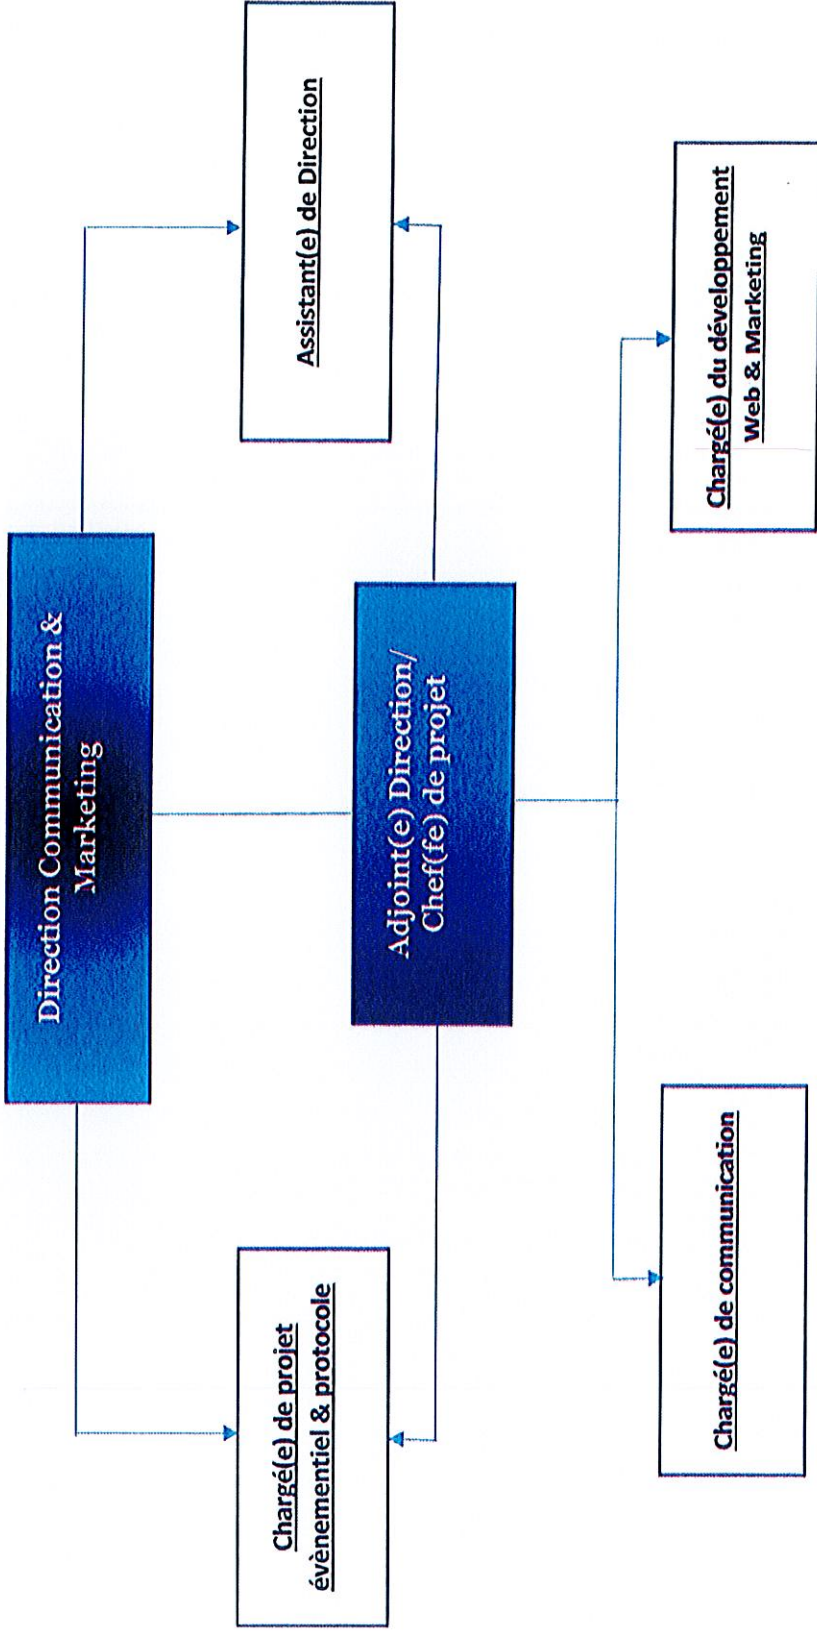 Direction Communication &
Marketing
Chargé(e) de projet
évènementiel & protocole
Assistant(e) de Direction
Adjoint(e) Direction/
Chef(fe) de projet
Chargé(e) de communication
Chargé(e) du développement
Web & Marketing